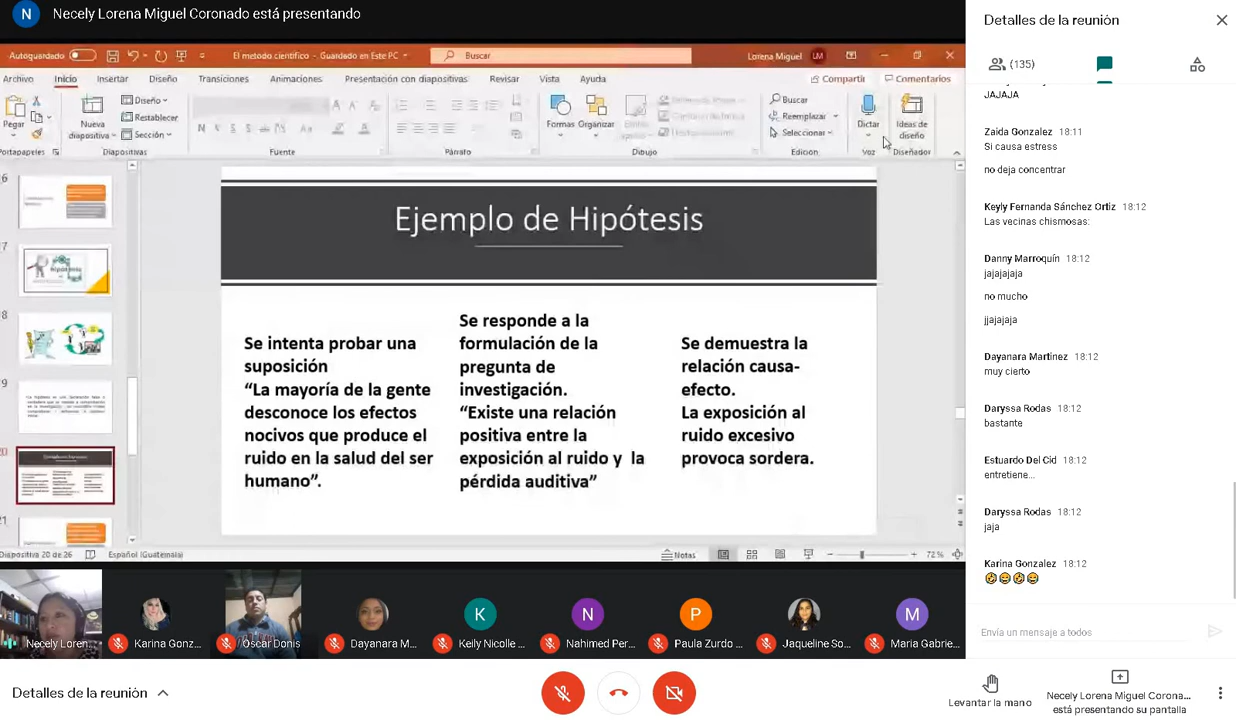 N Necely Lorena Miguel Coronado está presentando
Autoguardado
El metodo científico - Guardado en Este PC
Buscar
Lorena Miguel LM
Archivo Inicio Insertar Diseño Transiciones Animaciones Presentación con diapositivas Revisar Vista Ayuda Compartir Comentarios
Pegar
Nueva diapositiva
Diseño
Restablecer
Sección
Formas Organizar
Buscar
Reemplazar
Seleccionar
Dictar
Ideas de diseño
Portapapeles Diapositivas Fuente Párrafo Dibujo Edición Voz Diseñador
Ejemplo de Hipótesis
Se intenta probar una
suposición
“La mayoría de la gente
desconoce los efectos
nocivos que produce el
ruido en la salud del ser
humano”.
Se responde a la
formulación de la
pregunta de
investigación.
“Existe una relación
positiva entre la
exposición al ruido y la
pérdida auditiva”
Se demuestra la
relación causa-
efecto.
La exposición al
ruido excesivo
provoca sordera.
Diapositiva 20 de 26 Español (Guatemala) Notas 72 %
Necely Loren...
Karina Gonz...
Oscar Donis
Dayanara M...
K
Keily Nicolle ...
N
Nahimed Per...
P
Paula Zurdo ...
Jaqueline So...
M
Maria Gabrie...
Detalles de la reunión
Levantar la mano
Necely Lorena Miguel Corona...
está presentando su pantalla
Detalles de la reunión
(135)
JAJAJA
Zaida Gonzalez 18:11
Si causa estress
no deja concentrar
Keyly Fernanda Sánchez Ortiz 18:12
Las vecinas chismosas:
Danny Marroquín 18:12
jajajajaja
no mucho
jjajajaja
Dayanara Martinez 18:12
muy cierto
Daryssa Rodas 18:12
bastante
Estuardo Del Cid 18:12
entretiene...
Daryssa Rodas 18:12
jaja
Karina Gonzalez 18:12
Envía un mensaje a todos